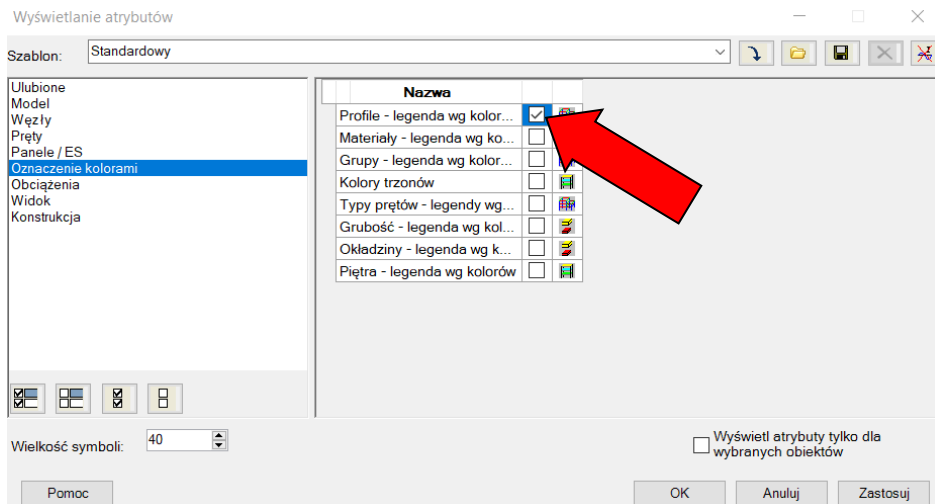 Wyświetlanie atrybutów
Szablon:
Standardowy
Ulubione
Model
Węzły
Pręty
Panele / ES
Oznaczenie kolorami
Obciążenia
Widok
Konstrukcja
Nazwa
Profile - legenda wg kolor...
Materiały - legenda wg ko...
Grupy - legenda wg kolor...
Kolory trzonów
Typy prętów - legendy wg...
Grubość - legenda wg kol...
Okładziny - legenda wg k...
Piętra - legenda wg kolorów
Wielkość symboli:
40
Wyświetl atrybuty tylko dla
wybranych obiektów
Pomoc
OK
Anuluj
Zastosuj